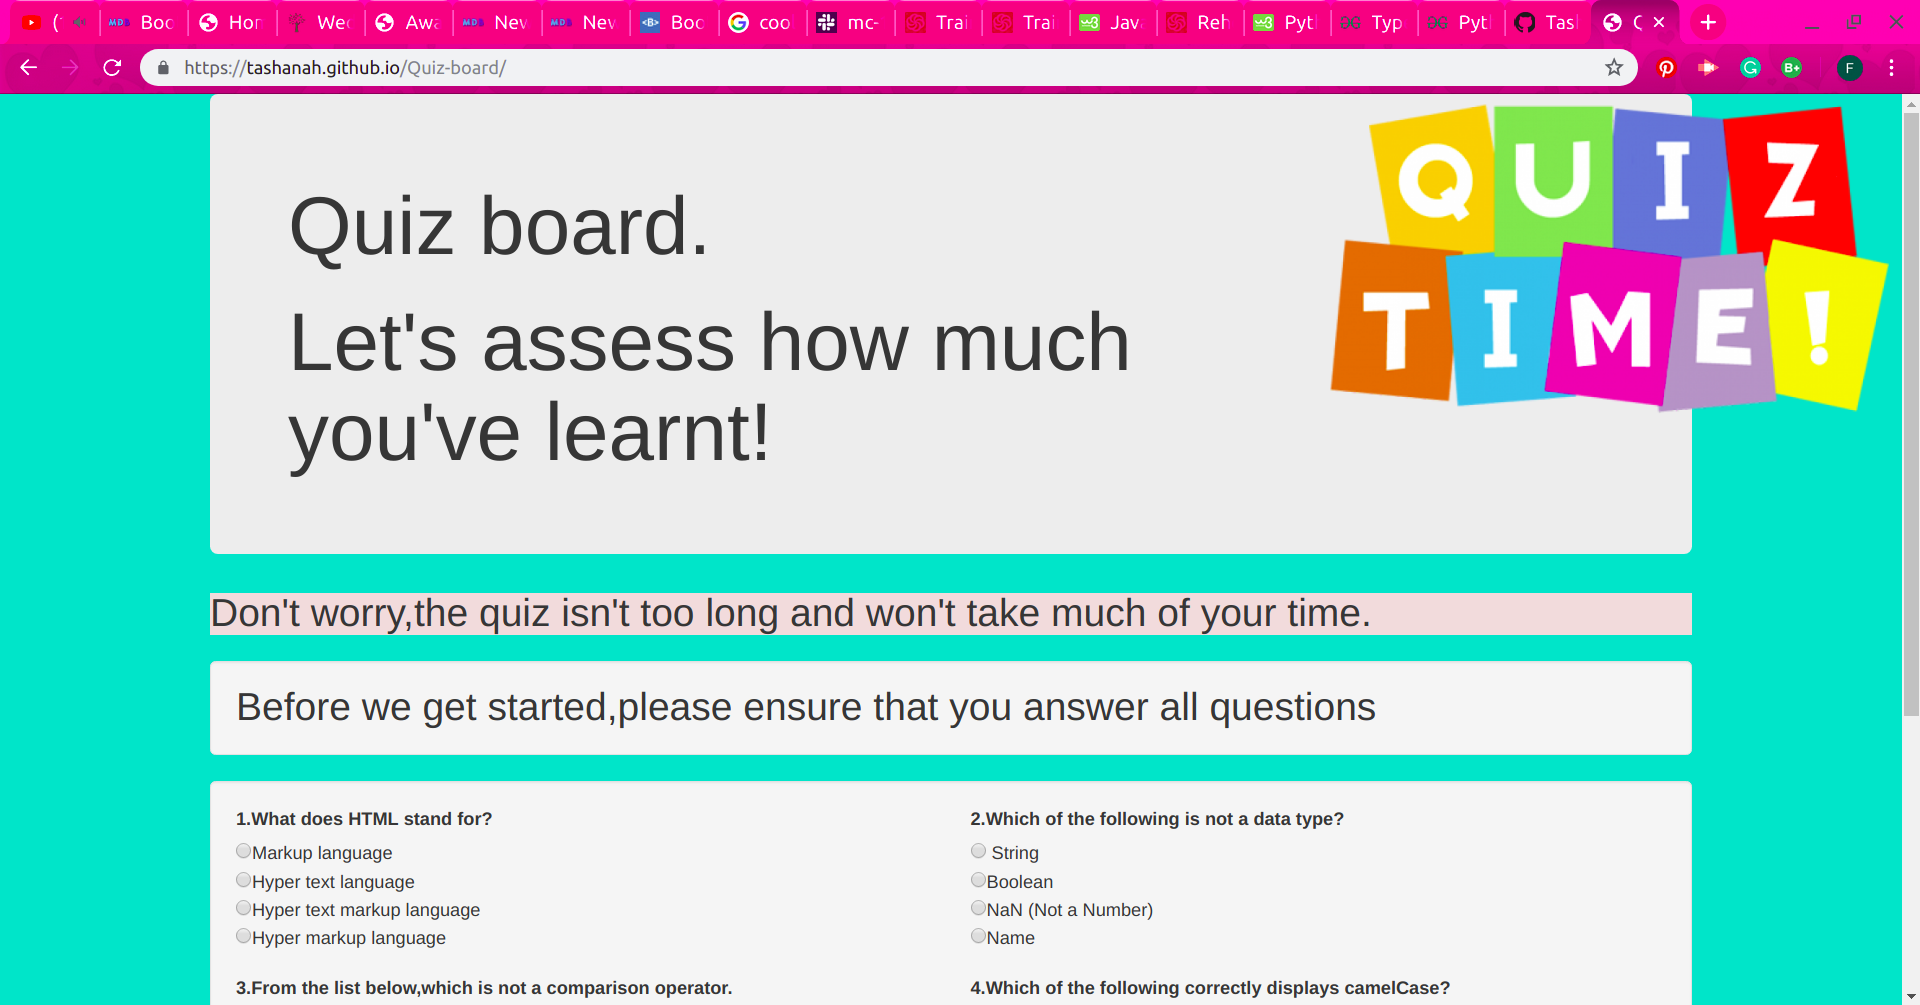 ( Boc Hor Wec Awa Nev Nev Boc coo mc- Trai Trai Jav Reh Pyt Typ Pyt Tas
https://tashanah.github.io/Quiz-board/
F
QUIZ
TIME!
Quiz board.
Let's assess how much
you've learnt!
Don't worry,the quiz isn't too long and won't take much of your time.
Before we get started,please ensure that you answer all questions
1.What does HTML stand for?
Markup language
Hyper text language
Hyper text markup language
Hyper markup language
2.Which of the following is not a data type?
String
Boolean
NaN (Not a Number)
Name
3.From the list below,which is not a comparison operator.
4.Which of the following correctly displays camelCase?